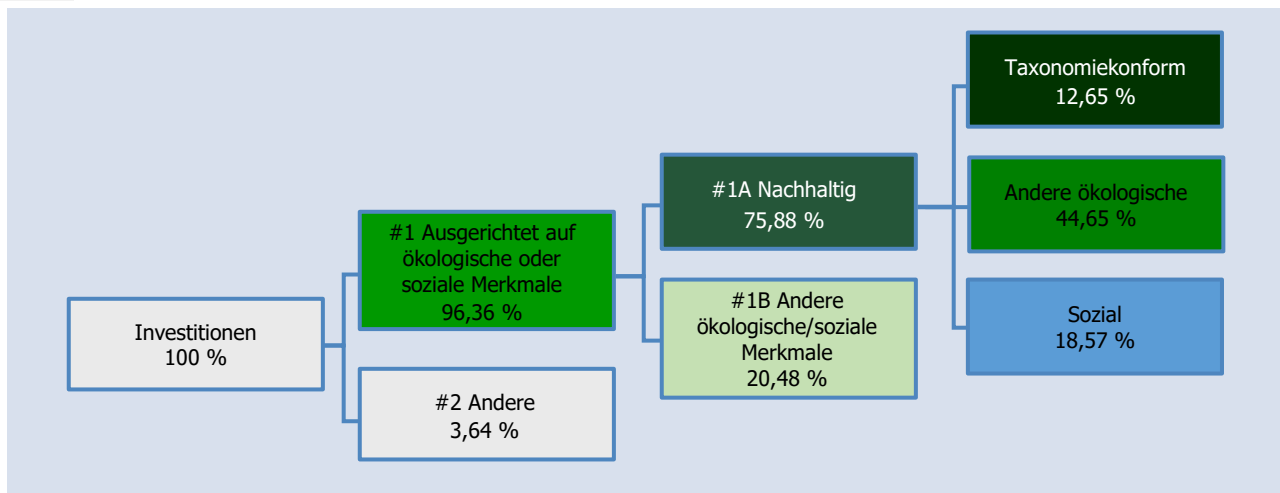 Investitionen
100 %
#1 Ausgerichtet auf
ökologische oder
soziale Merkmale
96,36 %
#2 Andere
3,64 %
#1A Nachhaltig
75,88 %
#1B Andere
ökologische/soziale
Merkmale
20,48 %
Taxonomiekonform
12,65 %
Andere ökologische
44,65 %
Sozial
18,57 %